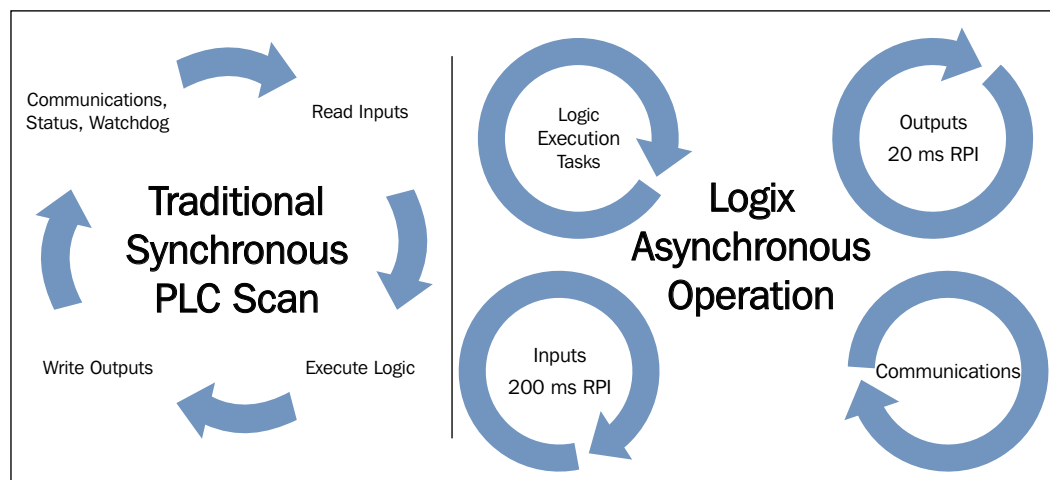 Communications,
Status, Watchdog
Read Inputs
Traditional
Synchronous
PLC Scan
Write Outputs
Execute Logic
Logic
Execution
Tasks
Outputs
20 ms RPI
Logix
Asynchronous
Operation
Inputs
200 ms RPI
Communications